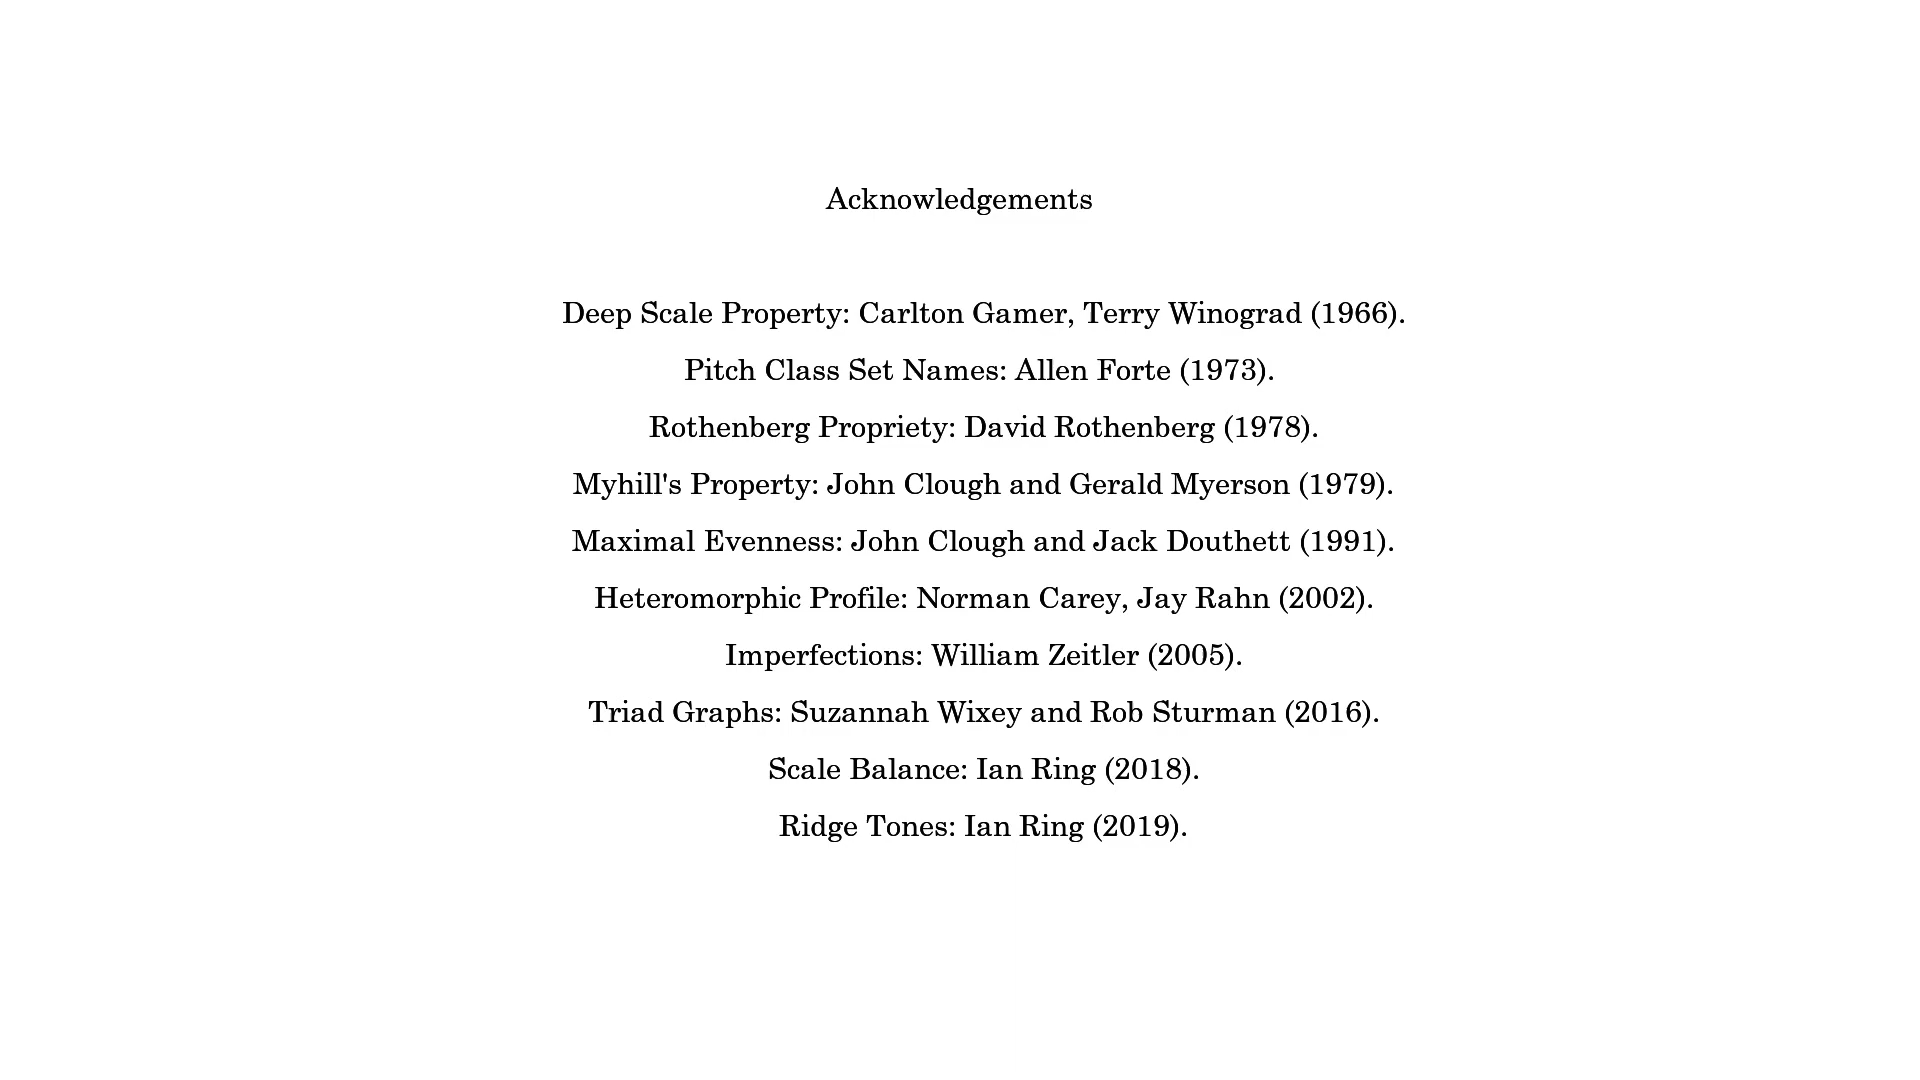 Acknowledgements
Deep Scale Property: Carlton Gamer, Terry Winograd (1966).
Pitch Class Set Names: Allen Forte (1973).
Rothenberg Propriety: David Rothenberg (1978).
Myhill's Property: John Clough and Gerald Myerson (1979).
Maximal Evenness: John Clough and Jack Douthett (1991).
Heteromorphic Profile: Norman Carey, Jay Rahn (2002).
Imperfections: William Zeitler (2005).
Triad Graphs: Suzannah Wixey and Rob Sturman (2016).
Scale Balance: Ian Ring (2018).
Ridge Tones: Ian Ring (2019).